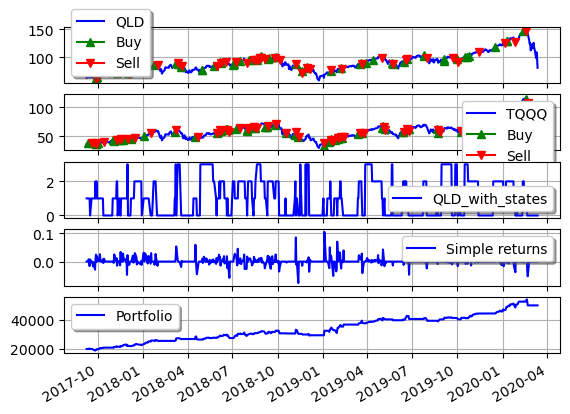 QLD
Buy
Sell
150
100
TQQQ
Buy
Sell
100
50
QLD_with_states
2
0
Simple returns
0.1
0.0
Portfolio
40000
20000
2017-10 2018-01 2018-04 2018-07 2018-10 2019-01 2019-04 2019-07 2019-10 2020-01 2020-04